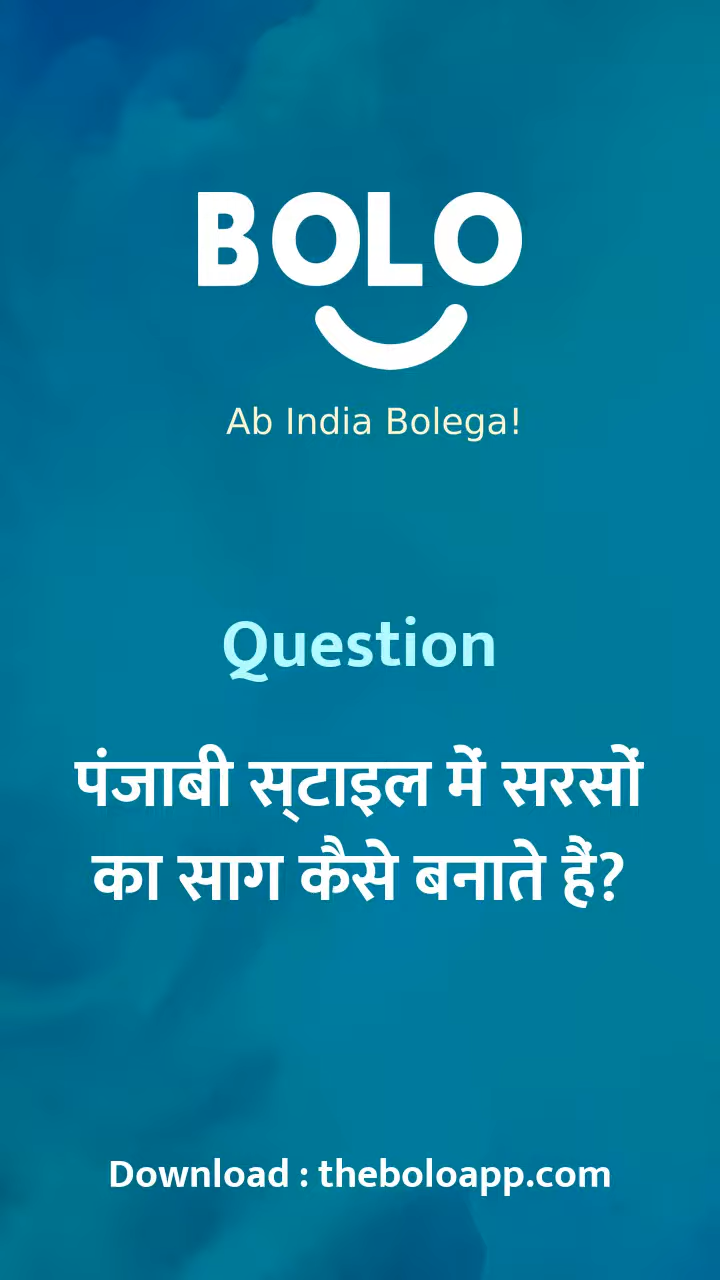 BOLO
Ab India Bolega!
Question
पंजाबी स्‌टाइल में सरसों
का साग कैसे बनाते हैं?
Download : theboloapp.com